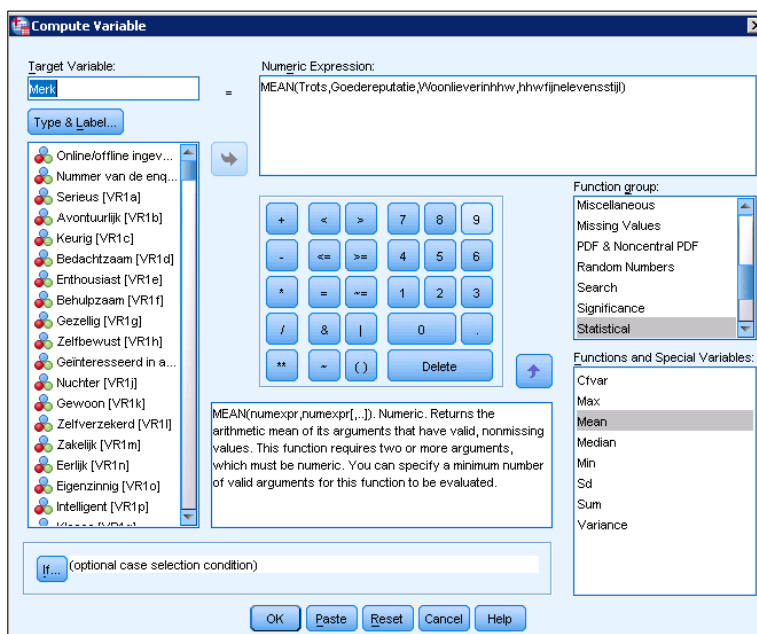 Compute Variable
Target Variable:
Merk
=
Numeric Expression:
MEAN(Trots,Goedereputatie,Woonlieverinhhw,hhwfijnelevensstijl)
Type & Label...
Online/offline ingev...
Nummer van de enq...
Serieus [VR1a]
Avontuurlijk [VR1b]
Keurig [VR1c]
Bedachtzaam [VR1d]
Enthousiast [VR1e]
Behulpzaam [VR1f]
Gezellig [VR1g]
Zelfbewust [VR1h]
Geïnteresseerd in a...
Nuchter [VR1j]
Gewoon [VR1k]
Zelfverzekerd [VR1l]
Zakelijk [VR1m]
Eerlijk [VR1n]
Eigenzinnig [VR1o]
Intelligent [VR1p]
+ < > 7 8 9
- <= >= 4 5 6
* = ~= 1 2 3
/ & | 0 .
** ~ ( ) Delete
Function group:
Miscellaneous
Missing Values
PDF & Noncentral PDF
Random Numbers
Search
Significance
Statistical
Functions and Special Variables:
Cfvar
Max
Mean
Median
Min
Sd
Sum
Variance
MEAN(numexpr,numexpr[,..]). Numeric. Returns the
arithmetic mean of its arguments that have valid, nonmissing
values. This function requires two or more arguments,
which must be numeric. You can specify a minimum number
of valid arguments for this function to be evaluated.
If... (optional case selection condition)
OK Paste Reset Cancel Help